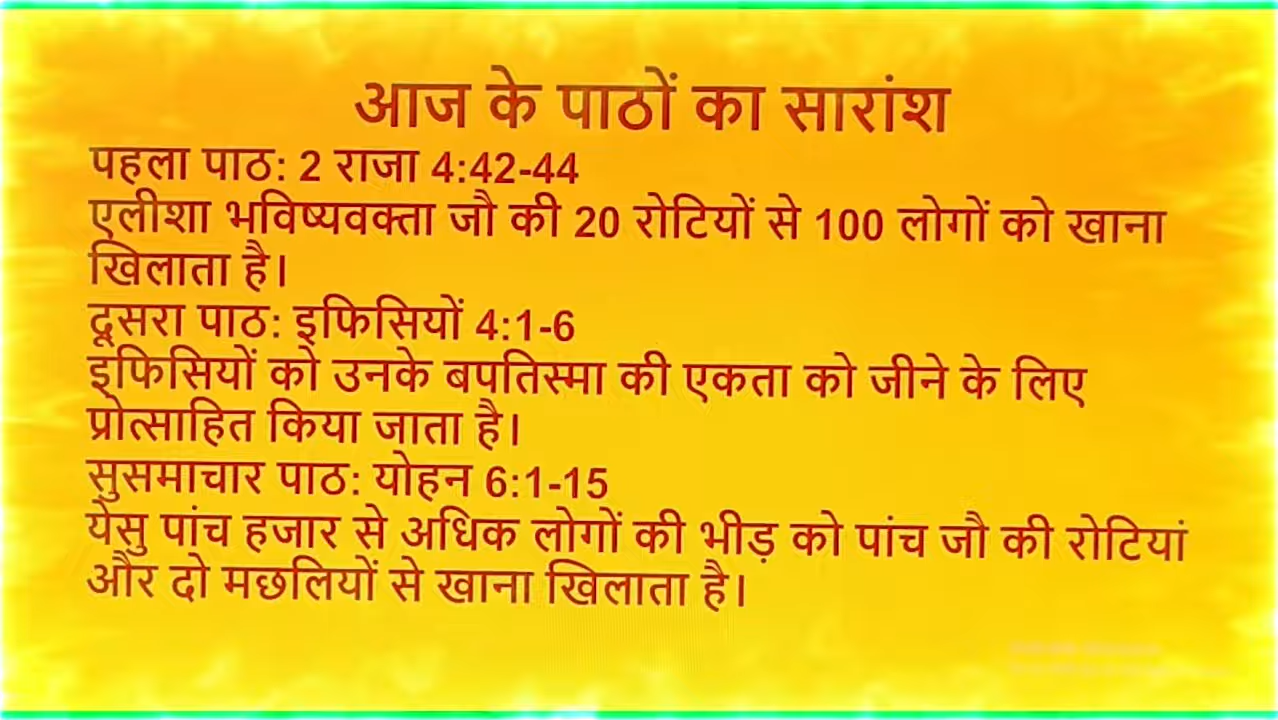 आज के पाठों का सारांश
पहला पाठ: 2 राजा 4:42-44
एलीशा भविष्यवक्ता जौ की 20 रोटियों से 100 लोगों को खाना
खिलाता है।
दूसरा पाठ: इफिसियों 4:1-6
इफिसियों को उनके बपतिस्मा की एकता को जीने के लिए
प्रोत्साहित किया जाता है।
सुसमाचार पाठ: योहन 6:1-15
येसु पांच हजार से अधिक लोगों की भीड़ को पांच जौ की रोटियां
और दो मछलियों से खाना खिलाता है।